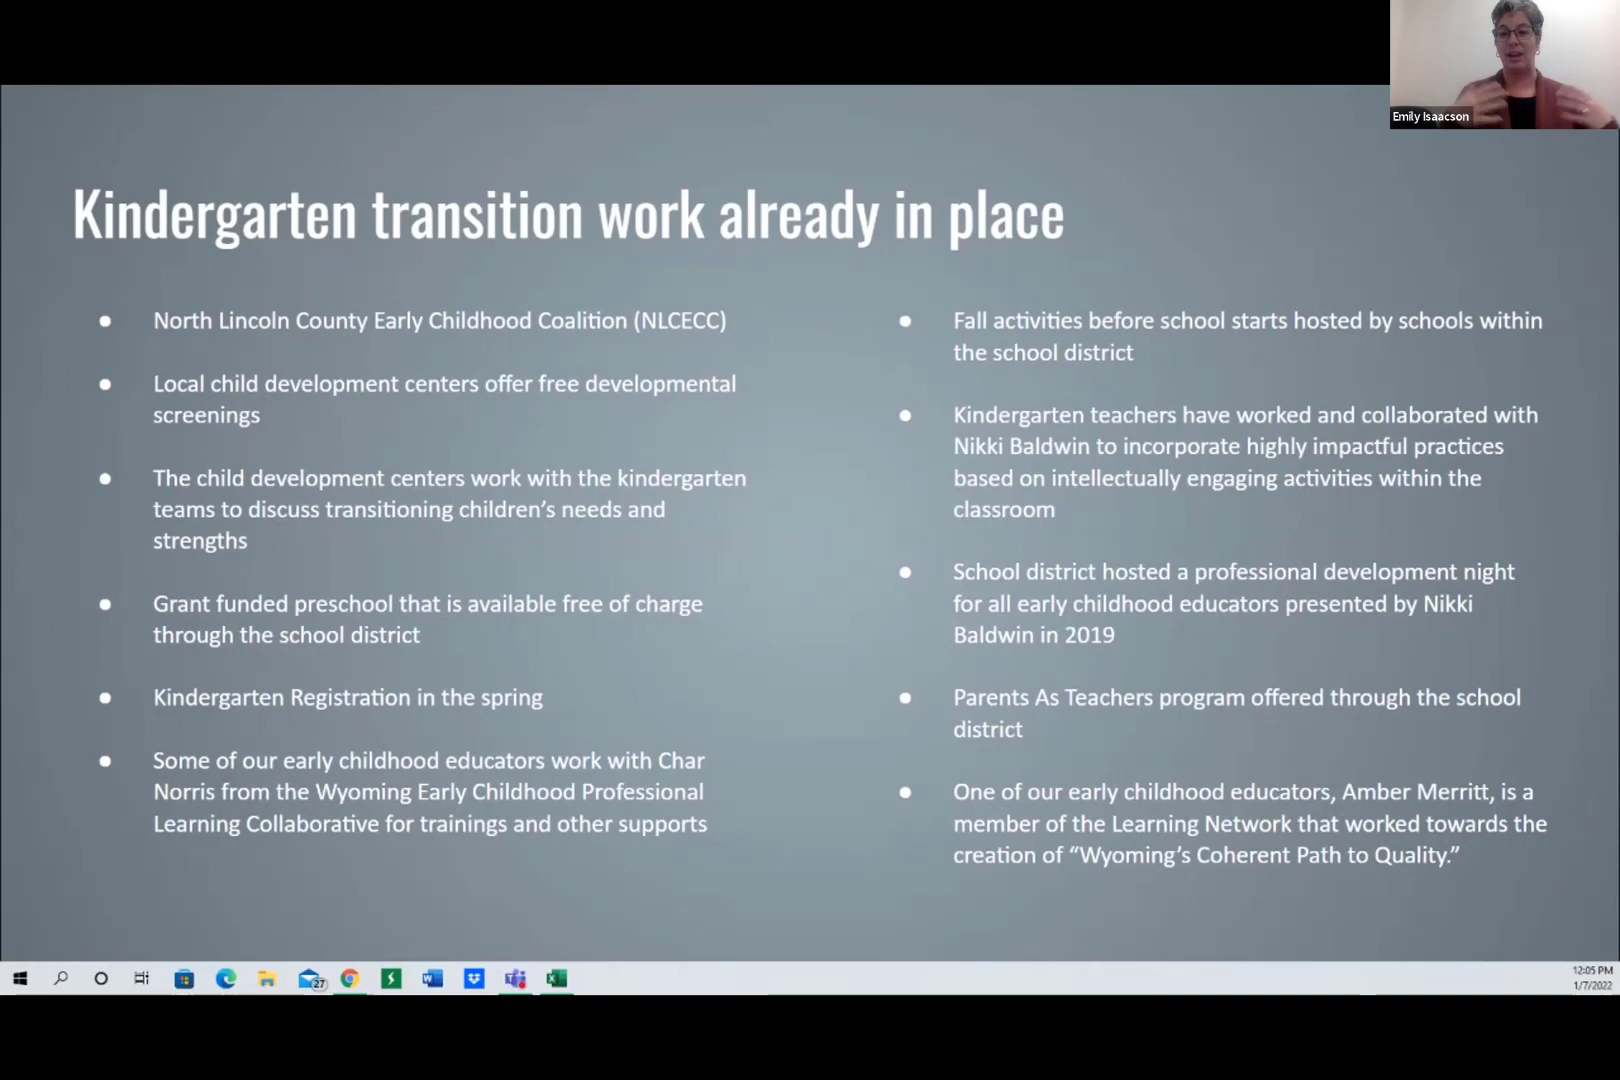 Emily Isaacson
Kindergarten transition work already in place
● North Lincoln County Early Childhood Coalition (NLCECC)
● Local child development centers offer free developmental
screenings
● The child development centers work with the kindergarten
teams to discuss transitioning children’s needs and
strengths
● Grant funded preschool that is available free of charge
through the school district
● Kindergarten Registration in the spring
● Some of our early childhood educators work with Char
Norris from the Wyoming Early Childhood Professional
Learning Collaborative for trainings and other supports
● Fall activities before school starts hosted by schools within
the school district
● Kindergarten teachers have worked and collaborated with
Nikki Baldwin to incorporate highly impactful practices
based on intellectually engaging activities within the
classroom
● School district hosted a professional development night
for all early childhood educators presented by Nikki
Baldwin in 2019
● Parents As Teachers program offered through the school
district
● One of our early childhood educators, Amber Merritt, is a
member of the Learning Network that worked towards the
creation of “Wyoming’s Coherent Path to Quality.”
27
12:05 PM
1/7/2022